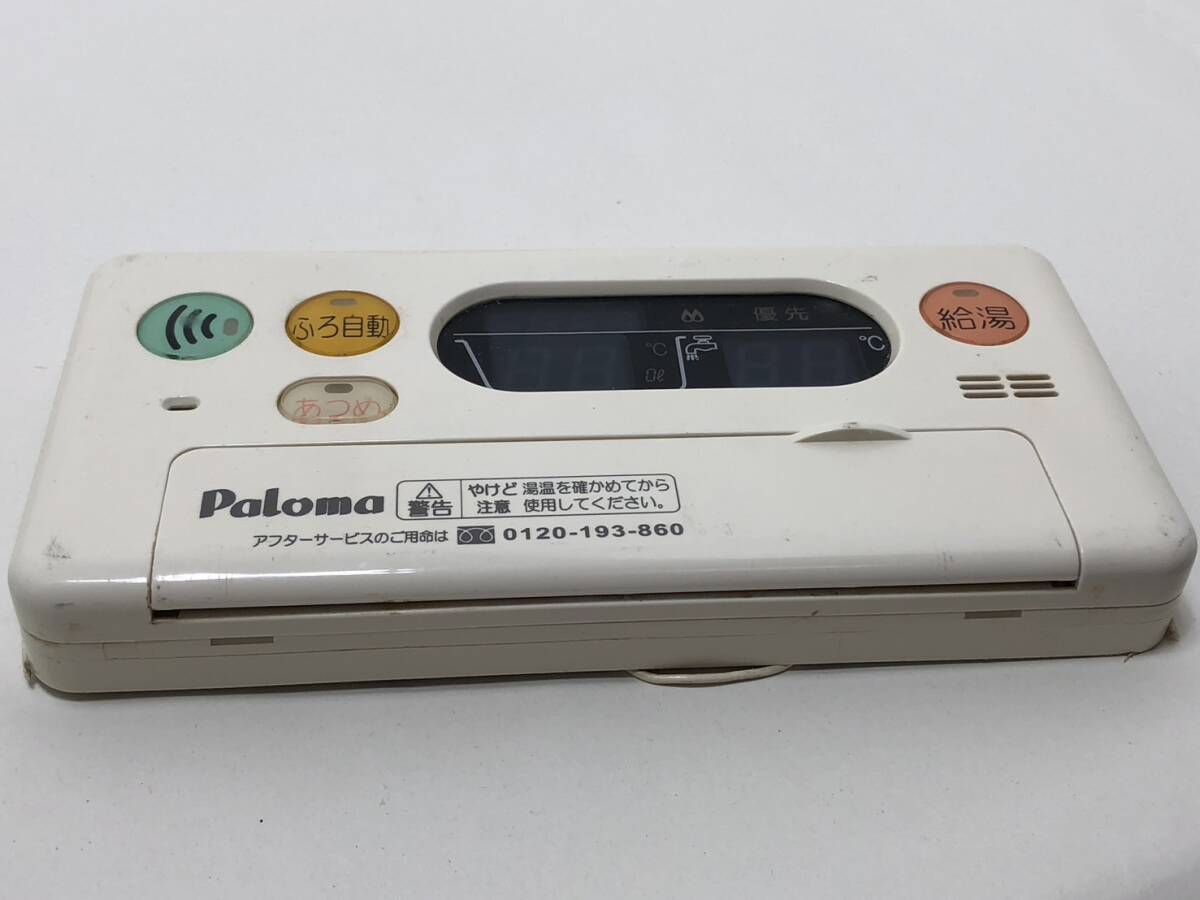 ふろ自動
優先
給湯
℃
℃
0ℓ
あつめ
Paloma
警告
やけど 湯温を確かめてから
注意 使用してください。
アフターサービスのご用命は 0120-193-860